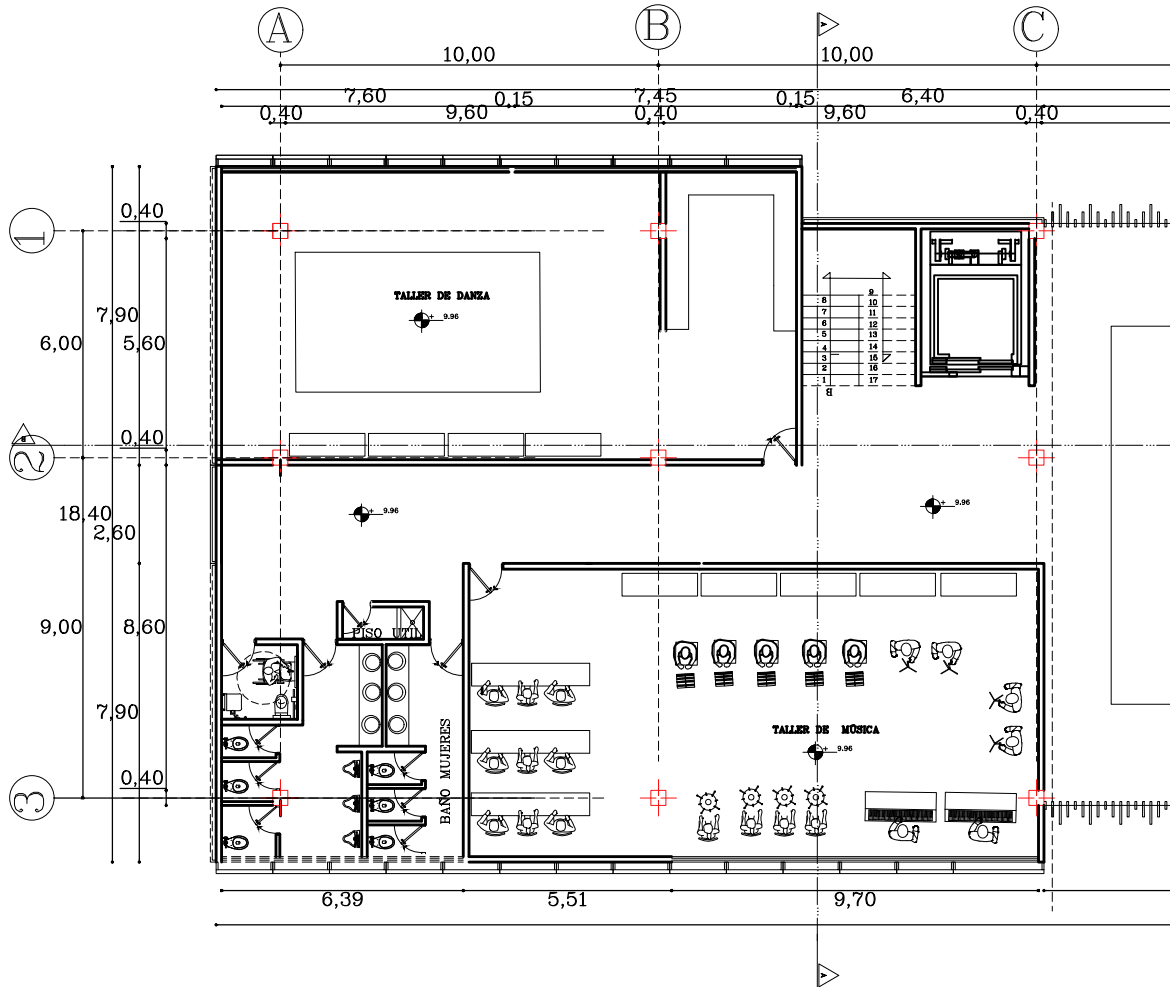 A B C
A
10,00 10,00
7,60 0,15 7,45 0,15 6,40
0,40 9,60 0,40 9,60 0,40
1
0,40
7,90
6,00 5,60
0,40
2
B
18,40
2,60
9,00 8,60
7,90
0,40
3
TALLER DE DANZA
+ 9.96
8 9
7 10
6 11
5 12
4 13
3 14
2 15
1 16
17
B
+ 9.96
+ 9.96
PISO UTIL
BAÑO MUJERES
TALLER DE MÚSICA
+ 9.96
6,39 5,51 9,70
A